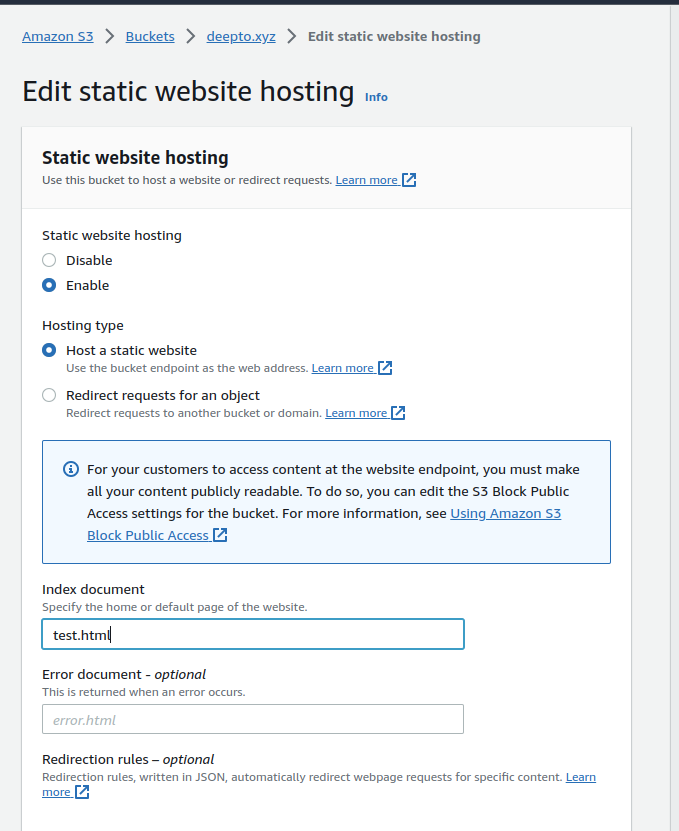 Amazon S3 > Buckets > deepto.xyz > Edit static website hosting
Edit static website hosting Info
Static website hosting
Use this bucket to host a website or redirect requests. Learn more
Static website hosting
Disable
Enable
Hosting type
Host a static website
Use the bucket endpoint as the web address. Learn more
Redirect requests for an object
Redirect requests to another bucket or domain. Learn more
For your customers to access content at the website endpoint, you must make
all your content publicly readable. To do so, you can edit the S3 Block Public
Access settings for the bucket. For more information, see Using Amazon S3
Block Public Access
Index document
Specify the home or default page of the website.
test.html
Error document - optional
This is returned when an error occurs.
error.html
Redirection rules – optional
Redirection rules, written in JSON, automatically redirect webpage requests for specific content. Learn
more